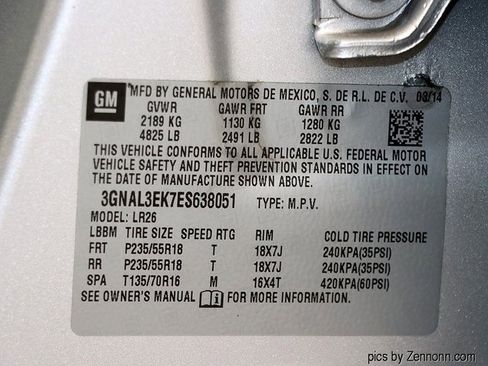 GM
MFD BY GENERAL MOTORS DE MEXICO, S. DE R.L. DE C.V. 08/14
GVWR GAWR FRT GAWR RR
2189 KG 1130 KG 1280 KG
4825 LB 2491 LB 2822 LB
THIS VEHICLE CONFORMS TO ALL APPLICABLE U.S. FEDERAL MOTOR
VEHICLE SAFETY AND THEFT PREVENTION STANDARDS IN EFFECT ON
THE DATE OF MANUFACTURE SHOWN ABOVE.
3GNAL3EK7ES638051 TYPE: M.P.V.
MODEL: LR26
LBBM TIRE SIZE SPEED RTG RIM COLD TIRE PRESSURE
FRT P235/55R18 T 18X7J 240KPA(35PSI)
RR P235/55R18 T 18X7J 240KPA(35PSI)
SPA T135/70R16 M 16X4T 420KPA(60PSI)
SEE OWNER'S MANUAL FOR MORE INFORMATION.
pics by Zennonn.com